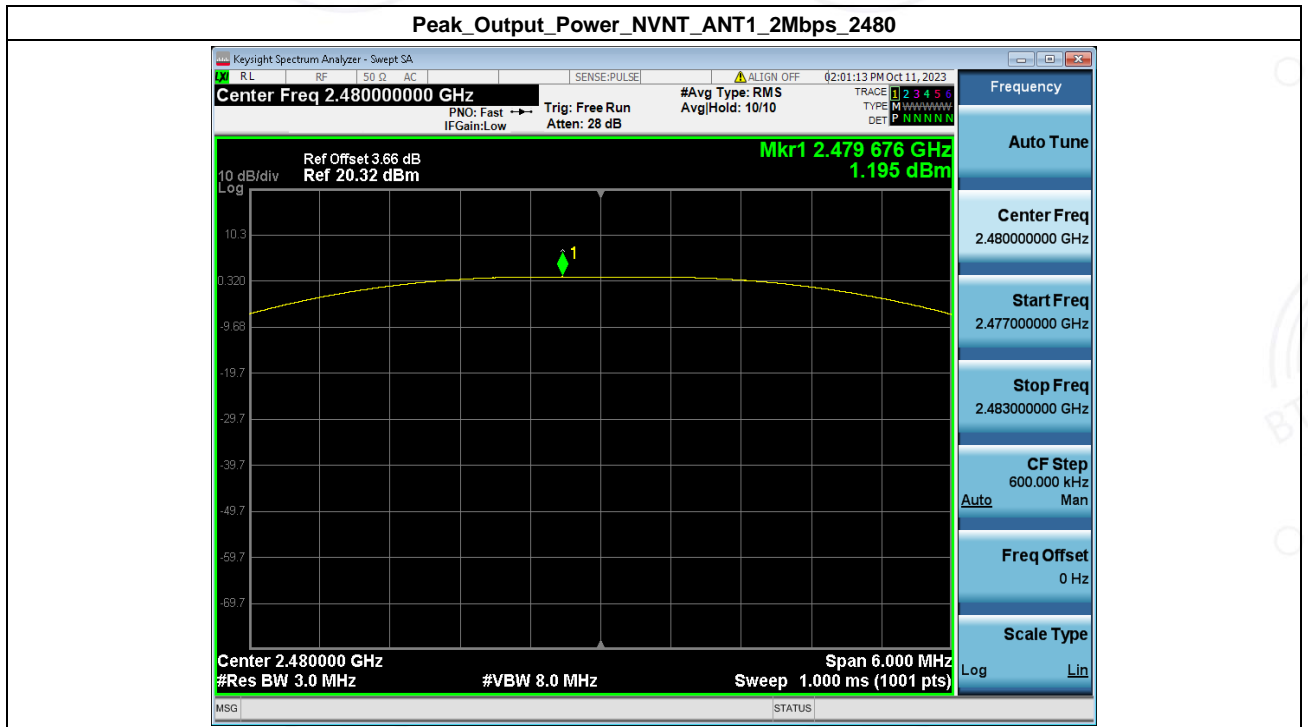 Peak_Output_Power_NVNT_ANT1_2Mbps_2480
Keysight Spectrum Analyzer - Swept SA
LXI RL RF 50 Ω AC SENSE:PULSE ALIGN OFF 02:01:13 PM Oct 11, 2023
Center Freq 2.480000000 GHz
PNO: Fast
IFGain:Low
Trig: Free Run
Atten: 28 dB
#Avg Type: RMS
Avg|Hold: 10/10
TRACE 1 2 3 4 5 6
TYPE M WWWWW
DET P N N N N N
Mkr1 2.479 676 GHz
1.195 dBm
Ref Offset 3.66 dB
10 dB/div Ref 20.32 dBm
Log
10.3
0.320
-9.68
-19.7
-29.7
-39.7
-49.7
-59.7
-69.7
1
Center 2.480000 GHz Span 6.000 MHz
#Res BW 3.0 MHz #VBW 8.0 MHz Sweep 1.000 ms (1001 pts)
MSG STATUS
Frequency
Auto Tune
Center Freq
2.480000000 GHz
Start Freq
2.477000000 GHz
Stop Freq
2.483000000 GHz
CF Step
600.000 kHz
Auto Man
Freq Offset
0 Hz
Scale Type
Log Lin